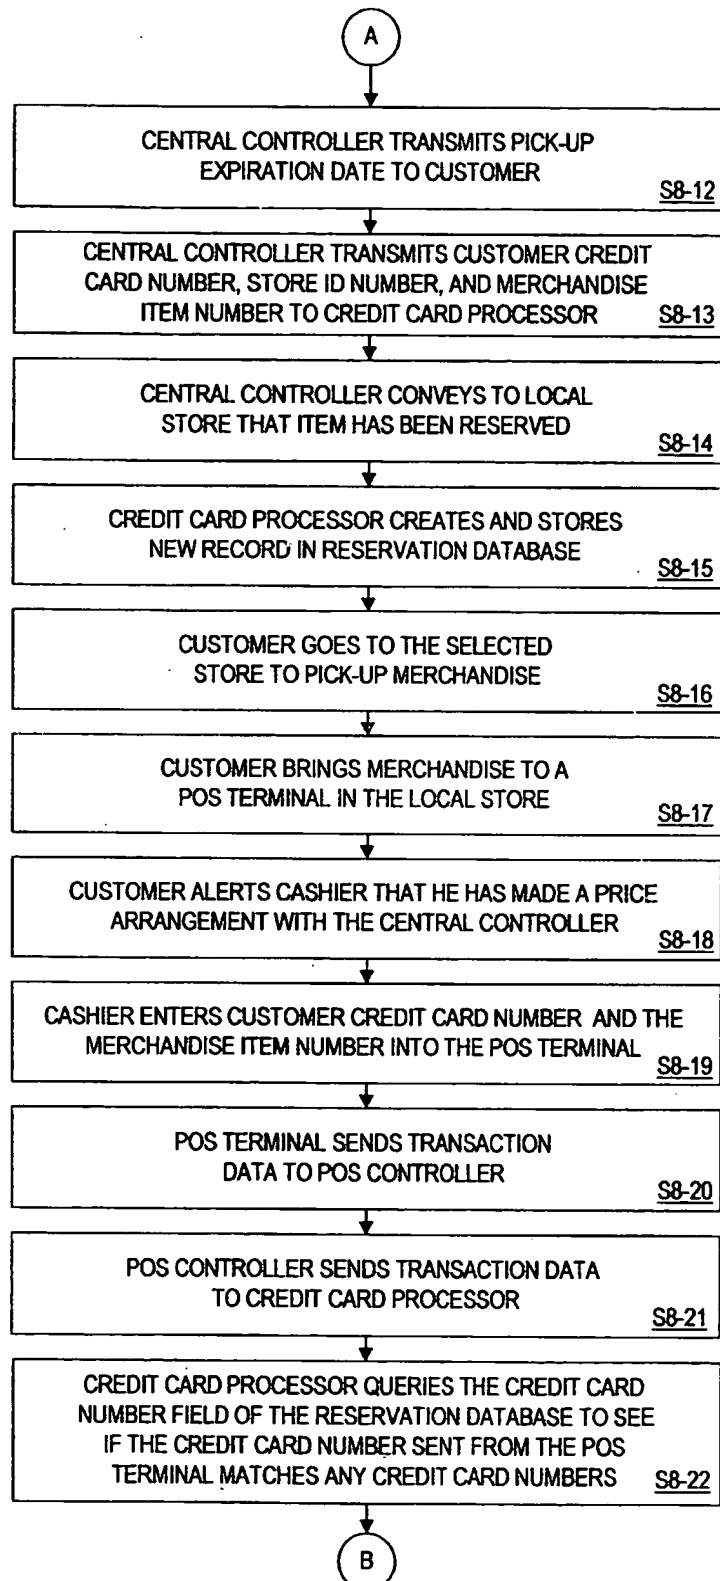 A
CENTRAL CONTROLLER TRANSMITS PICK-UP
EXPIRATION DATE TO CUSTOMER
S8-12
CENTRAL CONTROLLER TRANSMITS CUSTOMER CREDIT
CARD NUMBER, STORE ID NUMBER, AND MERCHANDISE
ITEM NUMBER TO CREDIT CARD PROCESSOR
S8-13
CENTRAL CONTROLLER CONVEYS TO LOCAL
STORE THAT ITEM HAS BEEN RESERVED
S8-14
CREDIT CARD PROCESSOR CREATES AND STORES
NEW RECORD IN RESERVATION DATABASE
S8-15
CUSTOMER GOES TO THE SELECTED
STORE TO PICK-UP MERCHANDISE
S8-16
CUSTOMER BRINGS MERCHANDISE TO A
POS TERMINAL IN THE LOCAL STORE
S8-17
CUSTOMER ALERTS CASHIER THAT HE HAS MADE A PRICE
ARRANGEMENT WITH THE CENTRAL CONTROLLER
S8-18
CASHIER ENTERS CUSTOMER CREDIT CARD NUMBER AND THE
MERCHANDISE ITEM NUMBER INTO THE POS TERMINAL
S8-19
POS TERMINAL SENDS TRANSACTION
DATA TO POS CONTROLLER
S8-20
POS CONTROLLER SENDS TRANSACTION DATA
TO CREDIT CARD PROCESSOR
S8-21
CREDIT CARD PROCESSOR QUERIES THE CREDIT CARD
NUMBER FIELD OF THE RESERVATION DATABASE TO SEE
IF THE CREDIT CARD NUMBER SENT FROM THE POS
TERMINAL MATCHES ANY CREDIT CARD NUMBERS
S8-22
B